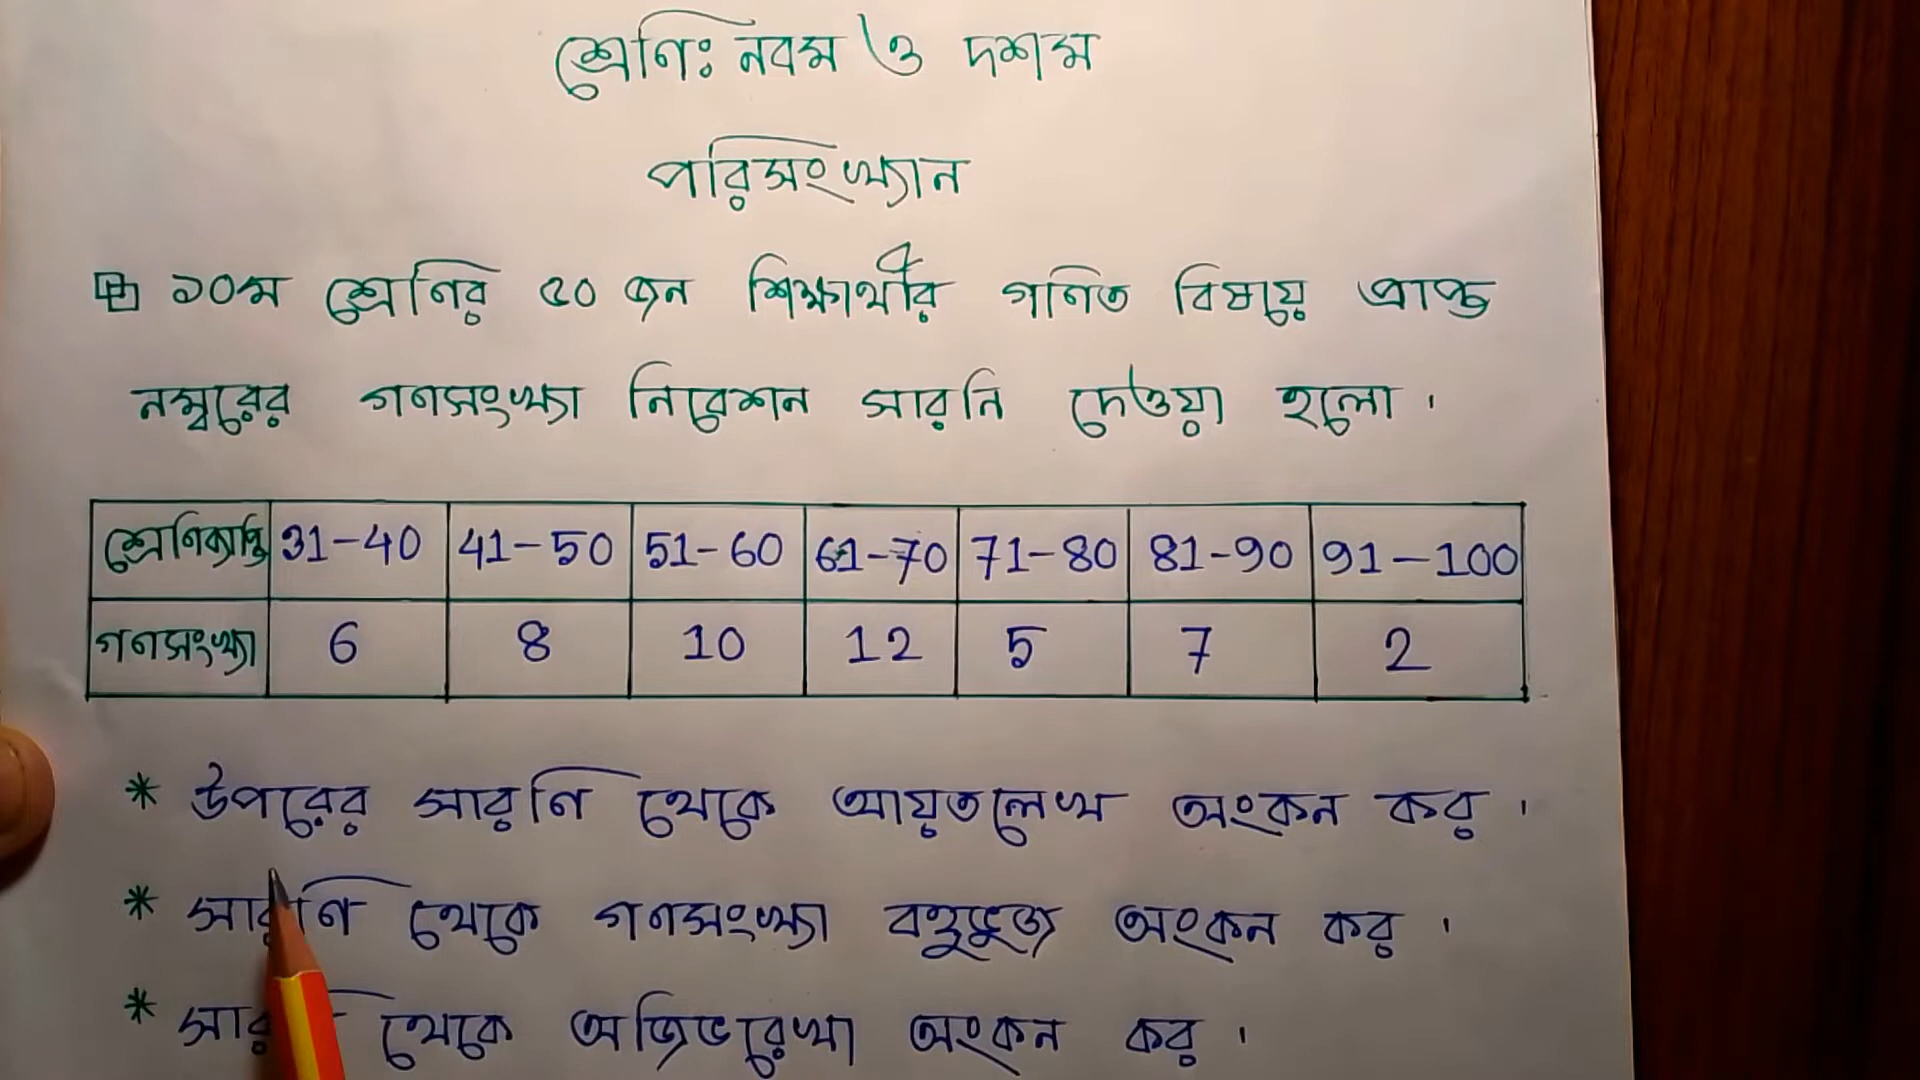 শ্রেণিঃ নবম ও দশম
পরিসংখ্যান
১০ম শ্রেণির ৫০ জন শিক্ষার্থীর গণিত বিষয়ে প্রাপ্ত
নম্বরের গণসংখ্যা নিবেশন সারনি দেওয়া হলো।
শ্রেণিব্যাপ্তি 31-40 41-50 51-60 61-70 71-80 81-90 91-100
গণসংখ্যা 6 8 10 12 5 7 2
* উপরের সারণি থেকে আয়তলেখ অংকন কর।
* সারণি থেকে গণসংখ্যা বহুভুজ অংকন কর।
* সার থেকে অজিভরেখা অংকন কর।